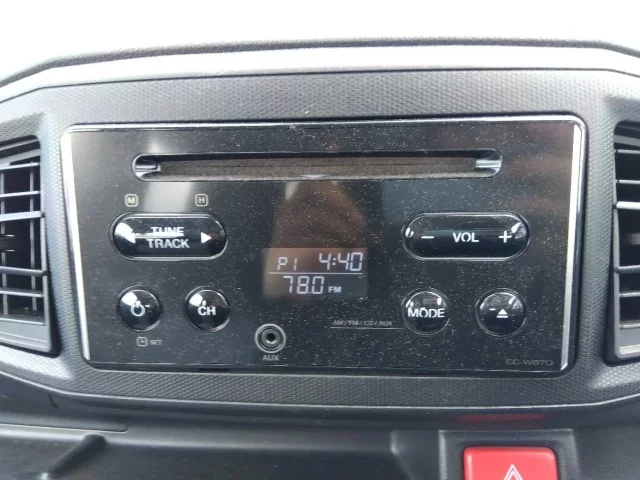 M H
TUNE
TRACK
- VOL +
P1 4:40
78.0 FM
CH
MODE
AM / FM / CD / AUX
SET
AUX